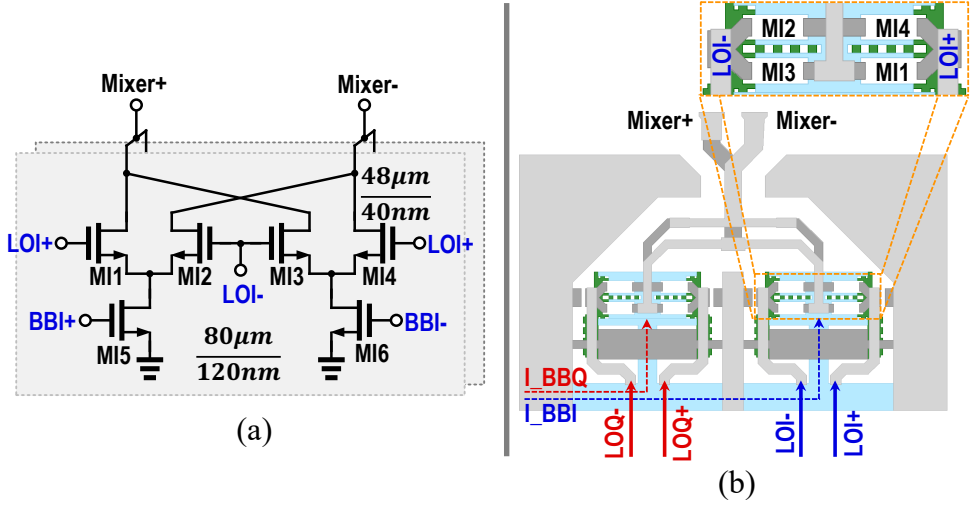 Mixer+
Mixer-
48μm
40nm
LOI+
MI1
MI2
MI3
MI4
LOI+
LOI-
BBI+
MI5
80μm
120nm
MI6
BBI-
(a)
MI2
MI4
LOI-
LOI+
MI3
MI1
Mixer+
Mixer-
I_BBQ
I_BBI
LOQ-
LOQ+
LOI-
LOI+
(b)